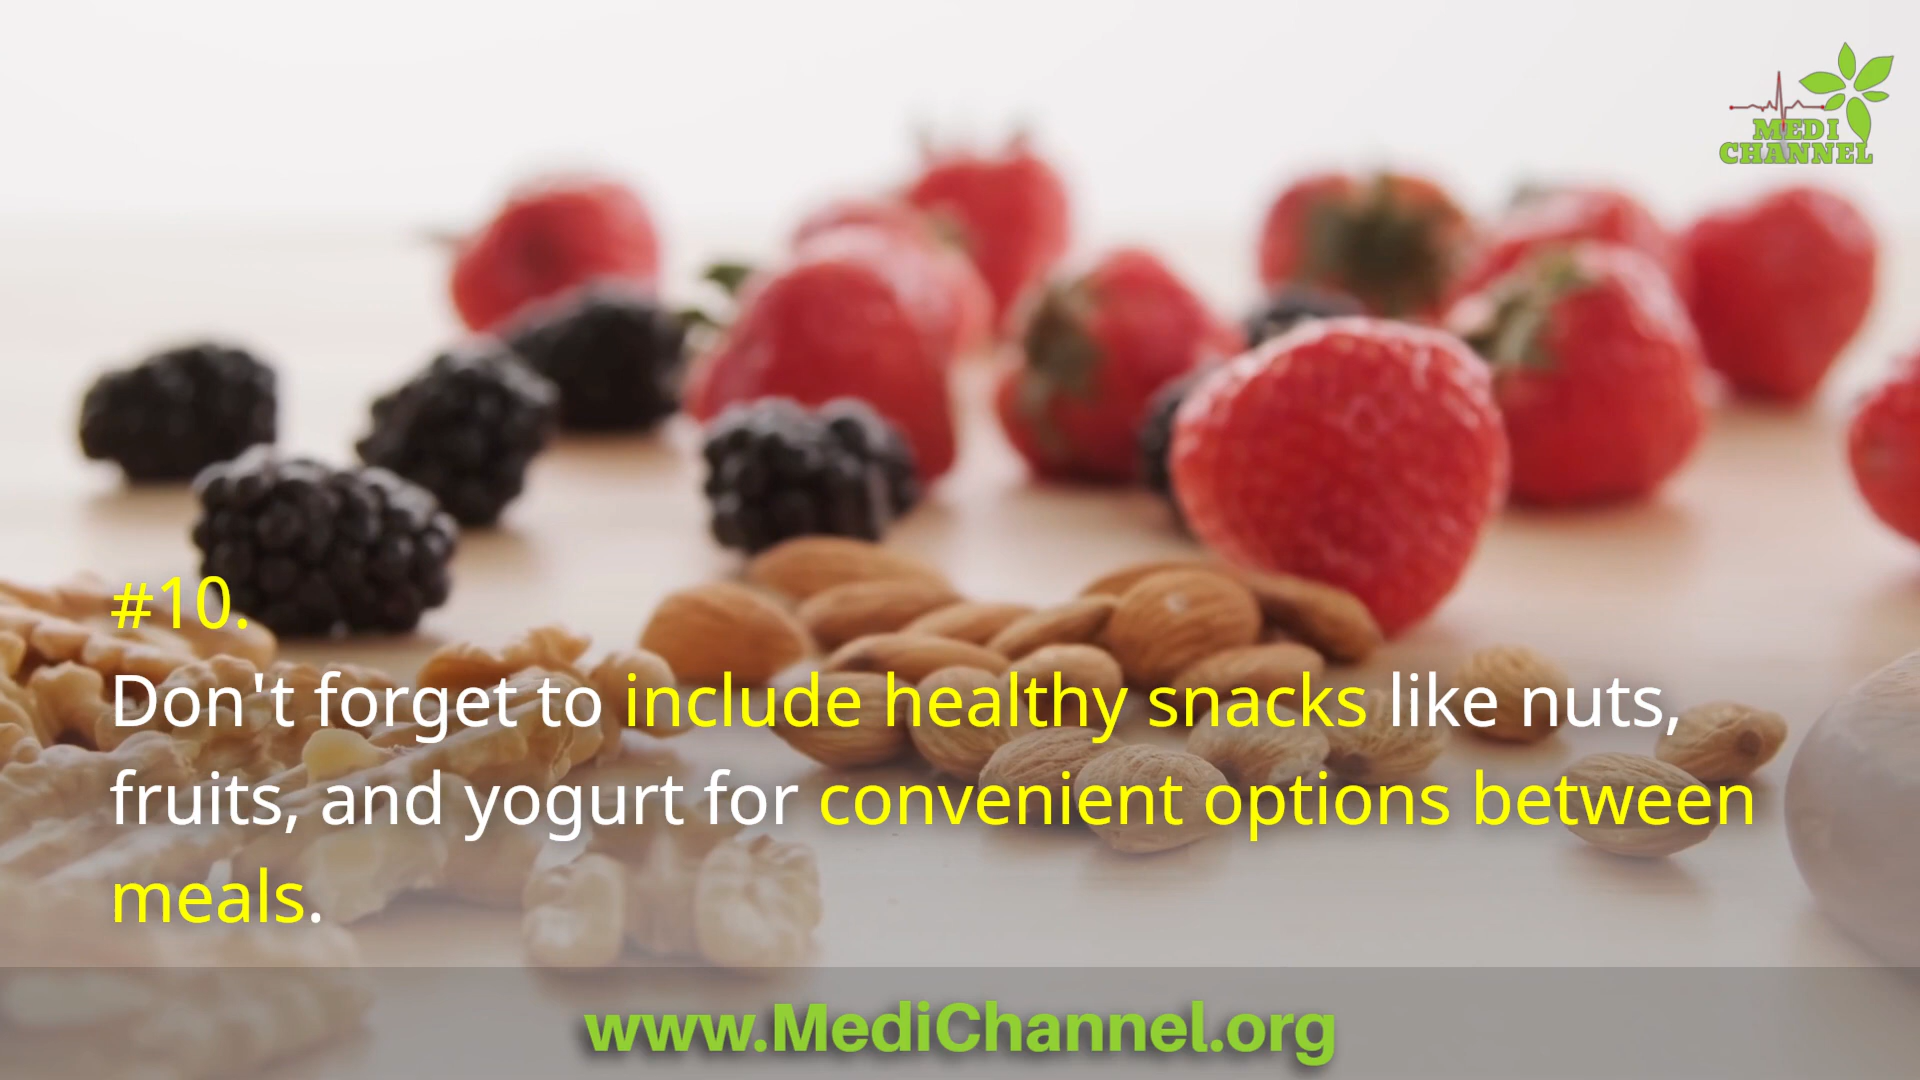 MEDI
CHANNEL
#10.
Don't forget to include healthy snacks like nuts,
fruits, and yogurt for convenient options between
meals.
www.MediChannel.org